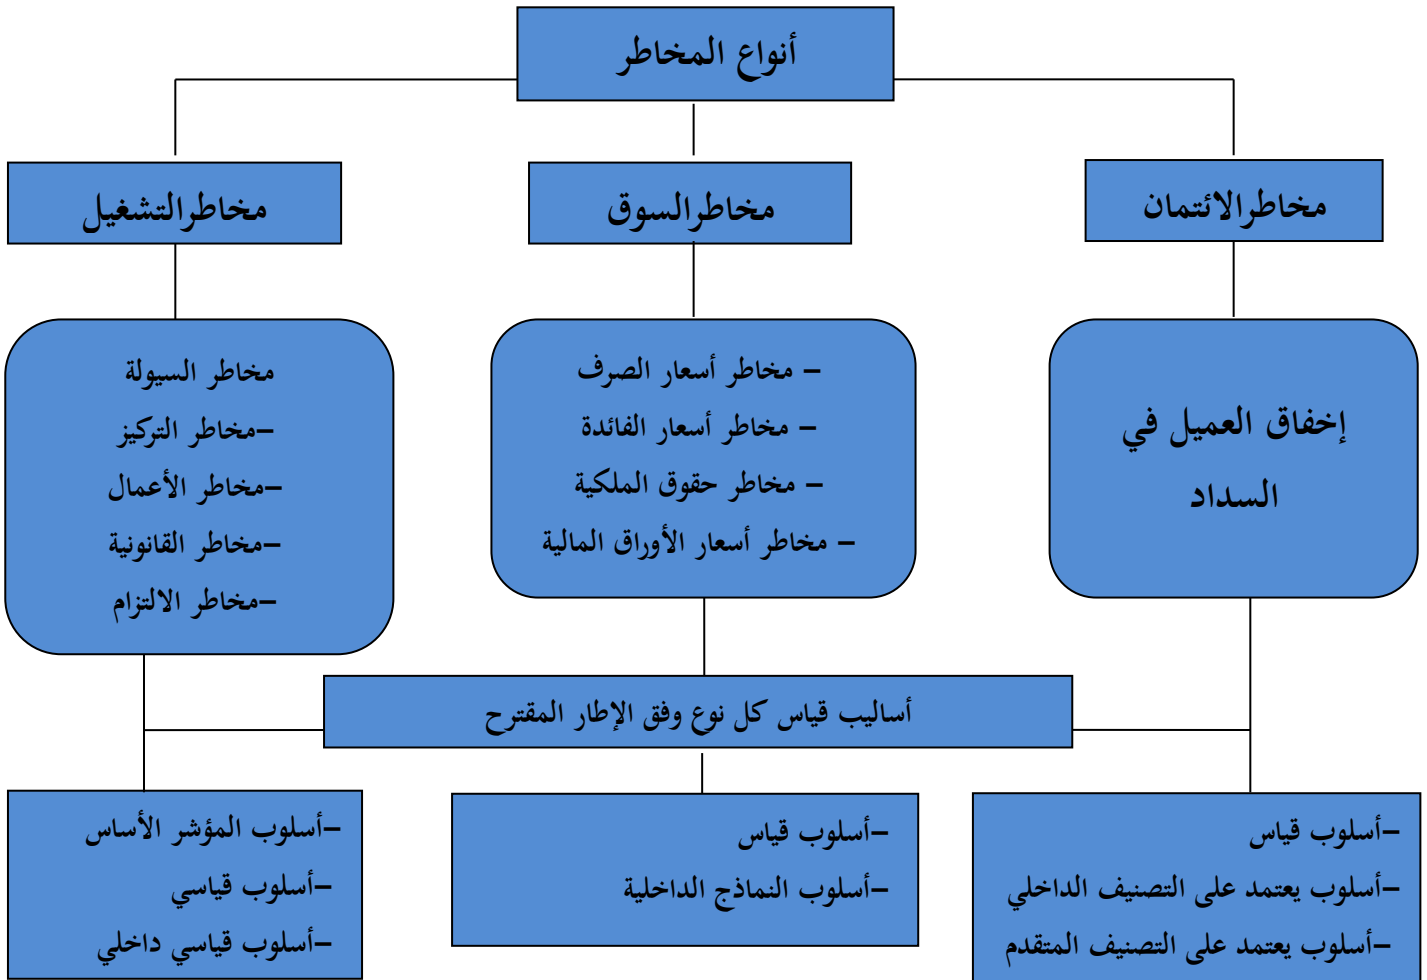 أنواع المخاطر
مخاطرالائتمان
مخاطرالسوق
مخاطرالتشغيل
إخفاق العميل في
السداد
– مخاطر أسعار الصرف
– مخاطر أسعار الفائدة
– مخاطر حقوق الملكية
– مخاطر أسعار الأوراق المالية
مخاطر السيولة
–مخاطر التركيز
–مخاطر الأعمال
–مخاطر القانونية
–مخاطر الالتزام
أساليب قياس كل نوع وفق الإطار المقترح
–أسلوب قياس
–أسلوب يعتمد على التصنيف الداخلي
–أسلوب يعتمد على التصنيف المتقدم
–أسلوب قياس
–أسلوب النماذج الداخلية
–أسلوب المؤشر الأساس
–أسلوب قياسي
–أسلوب قياسي داخلي